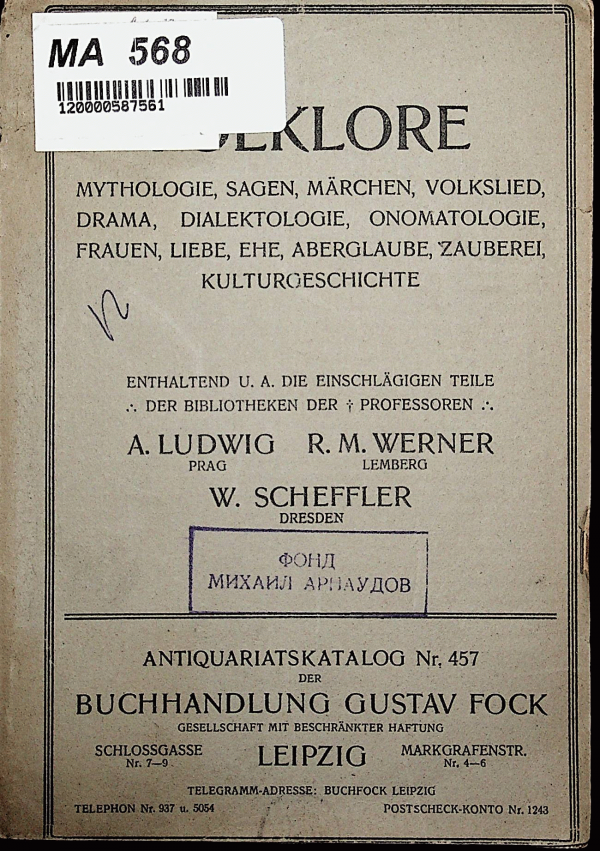 MA 568
120000587561
MYTHOLOGIE, SAGEN, MÄRCHEN, VOLKSLIED,
DRAMA, DIALEKTOLOGIE, ONOMATOLOGIE,
FRAUEN, LIEBE, EHE, ABERGLAUBE, ZAUBEREI,
KULTURGESCHICHTE
ENTHALTEND U. A. DIE EINSCHLÄGIGEN TEILE
∴ DER BIBLIOTHEKEN DER † PROFESSOREN ∴
A. LUDWIG R. M. WERNER
PRAG LEMBERG
W. SCHEFFLER
DRESDEN
ФОНД
МИХАИЛ АРНАУДОВ
ANTIQUARIATSKATALOG Nr. 457
DER
BUCHHANDLUNG GUSTAV FOCK
GESELLSCHAFT MIT BESCHRÄNKTER HAFTUNG
SCHLOSSGASSE LEIPZIG MARKGRAFENSTR.
Nr. 7—9 Nr. 4—6
TELEGRAMM-ADRESSE: BUCHFOCK LEIPZIG
TELEPHON Nr. 937 u. 5054 POSTSCHECK-KONTO Nr. 1243